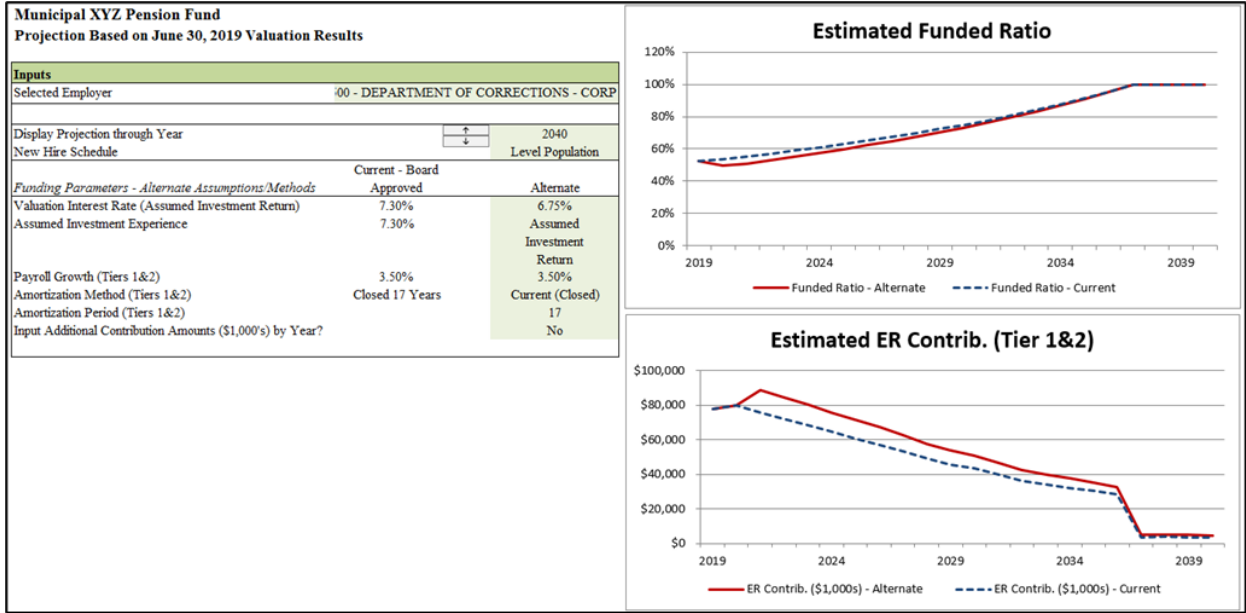 Municipal XYZ Pension Fund
Projection Based on June 30, 2019 Valuation Results
Inputs
Selected Employer 00 - DEPARTMENT OF CORRECTIONS - CORP
Display Projection through Year ↑ 2040
↓
New Hire Schedule Level Population
Current - Board
Funding Parameters - Alternate Assumptions/Methods Approved Alternate
Valuation Interest Rate (Assumed Investment Return) 7.30% 6.75%
Assumed Investment Experience 7.30% Assumed
Investment
Return
Payroll Growth (Tiers 1&2) 3.50% 3.50%
Amortization Method (Tiers 1&2) Closed 17 Years Current (Closed)
Amortization Period (Tiers 1&2) 17
Input Additional Contribution Amounts ($1,000's) by Year? No
Estimated Funded Ratio
120%
100%
80%
60%
40%
20%
0%
2019 2024 2029 2034 2039
Funded Ratio - Alternate Funded Ratio - Current
Estimated ER Contrib. (Tier 1&2)
$100,000
$80,000
$60,000
$40,000
$20,000
$0
2019 2024 2029 2034 2039
ER Contrib. ($1,000s) - Alternate ER Contrib. ($1,000s) - Current